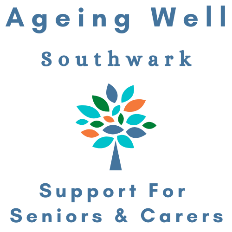 Ageing Well
Southwark
Support For
Seniors & Carers